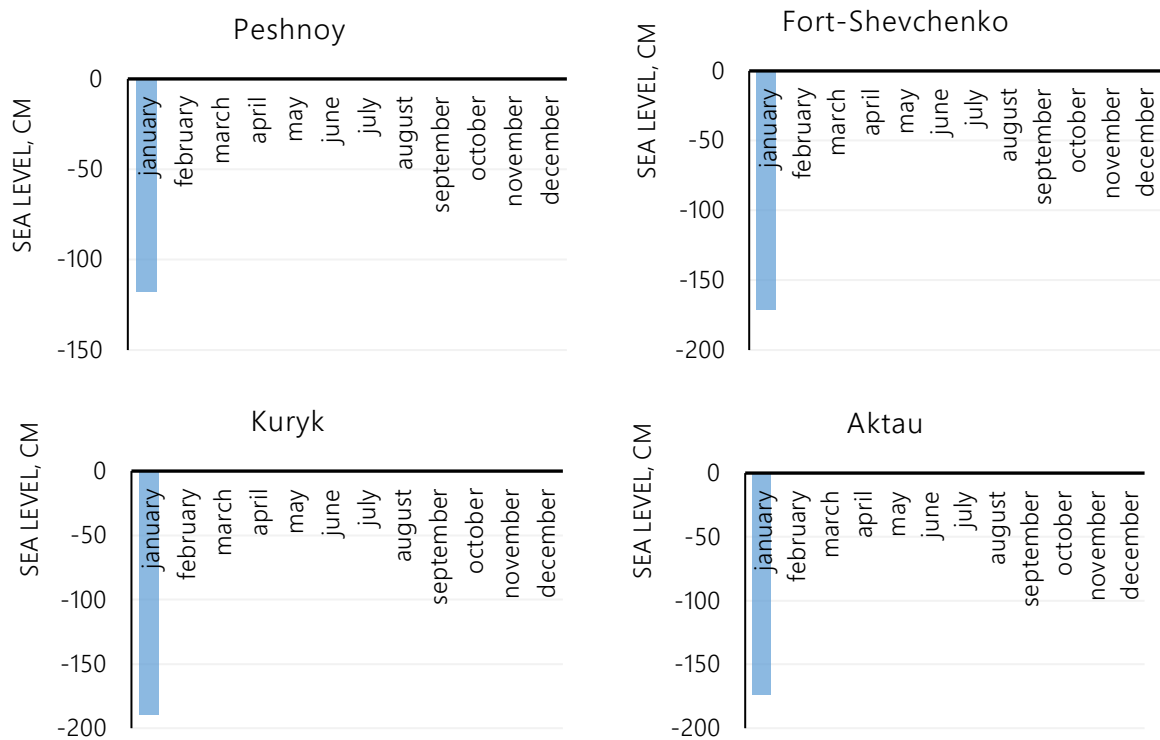 Peshnoy
SEA LEVEL, CM
0
-50
-100
-150
january
february
march
april
may
june
july
august
september
october
november
december
Fort-Shevchenko
SEA LEVEL, CM
0
-50
-100
-150
-200
january
february
march
april
may
june
july
august
september
october
november
december
Kuryk
SEA LEVEL, CM
0
-50
-100
-150
-200
january
february
march
april
may
june
july
august
september
october
november
december
Aktau
SEA LEVEL, CM
0
-50
-100
-150
-200
january
february
march
april
may
june
july
august
september
october
november
december